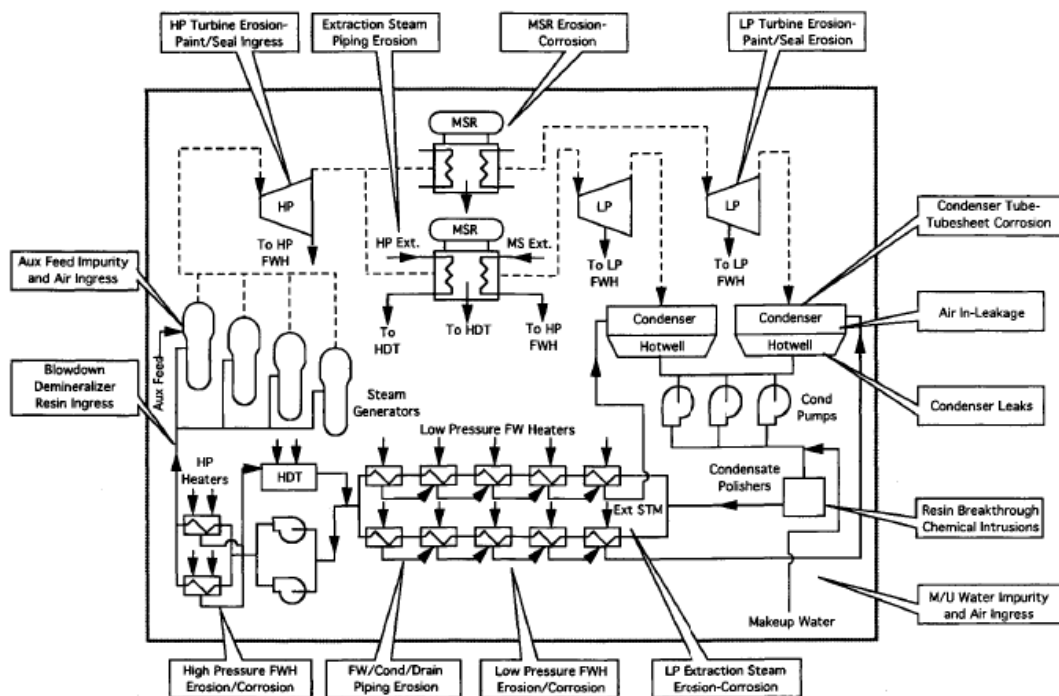 HP Turbine Erosion-
Paint/Seal Ingress
Extraction Steam
Piping Erosion
MSR Erosion-
Corrosion
LP Turbine Erosion-
Paint/Seal Erosion
MSR
HP
LP
LP
MSR
HP Ext.
MS Ext.
To HP
FWH
To LP
FWH
To LP
FWH
Condenser Tube-
Tubesheet Corrosion
Aux Feed Impurity
and Air Ingress
To
HDT
To HDT
To HP
FWH
Condenser
Hotwell
Condenser
Hotwell
Air In-Leakage
Blowdown
Demineralizer
Resin Ingress
Aux Feed
Steam
Generators
Cond
Pumps
Condenser Leaks
Low Pressure FW Heaters
HP
Heaters
HDT
Condensate
Polishers
Ext STM
Resin Breakthrough
Chemical Intrusions
Makeup Water
M/U Water Impurity
and Air Ingress
High Pressure FWH
Erosion/Corrosion
FW/Cond/Drain
Piping Erosion
Low Pressure FWH
Erosion/Corrosion
LP Extraction Steam
Erosion-Corrosion